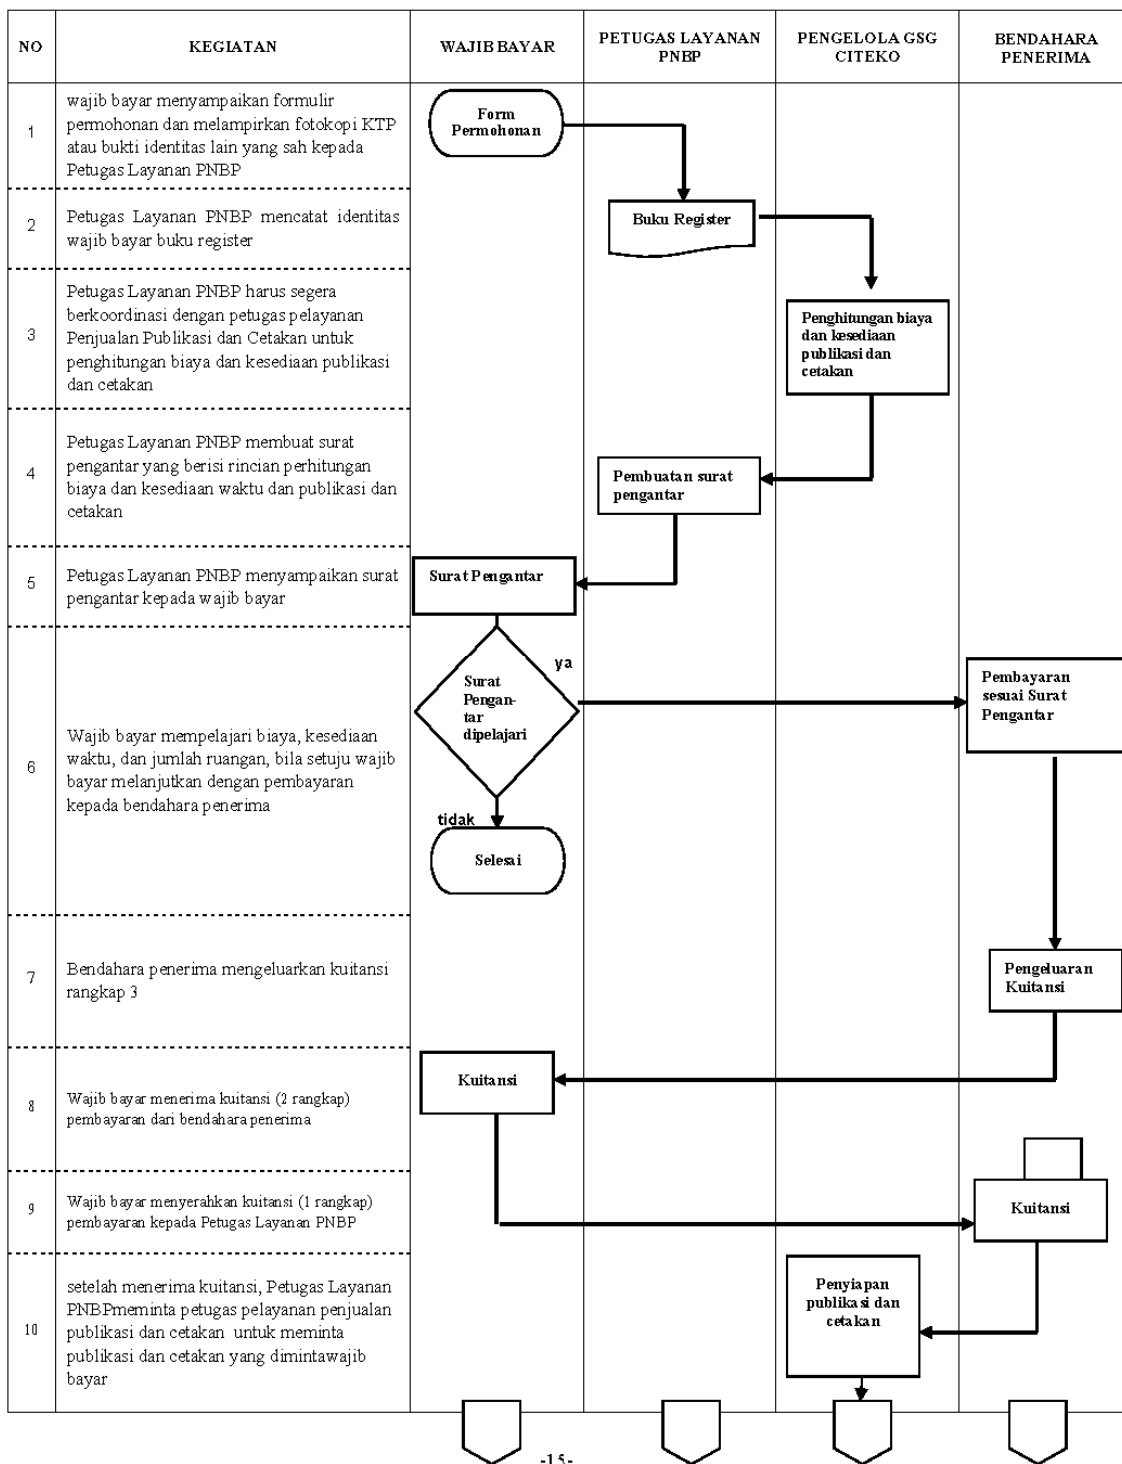 NO
KEGIATAN
WAJIB BAYAR
PETUGAS LAYANAN
PNBP
PENGELOLA GSG
CITEKO
BENDAHARA
PENERIMA
1
wajib bayar menyampaikan formulir
permohonan dan melampirkan fotokopi KTP
atau bukti identitas lain yang sah kepada
Petugas Layanan PNBP
Form
Permohonan
2
Petugas Layanan PNBP mencatat identitas
wajib bayar buku register
Buku Register
3
Petugas Layanan PNBP harus segera
berkoordinasi dengan petugas pelayanan
Penjualan Publikasi dan Cetakan untuk
penghitungan biaya dan kesediaan publikasi
dan cetakan
Penghitungan biaya
dan kesediaan
publikasi dan
cetakan
4
Petugas Layanan PNBP membuat surat
pengantar yang berisi rincian perhitungan
biaya dan kesediaan waktu dan publikasi dan
cetakan
Pembuatan surat
pengantar
5
Petugas Layanan PNBP menyampaikan surat
pengantar kepada wajib bayar
Surat Pengantar
6
Wajib bayar mempelajari biaya, kesediaan
waktu, dan jumlah ruangan, bila setuju wajib
bayar melanjutkan dengan pembayaran
kepada bendahara penerima
Surat
Pengan-
tar
dipelajari
ya
Pembayaran
sesuai Surat
Pengantar
tidak
Selesai
7
Bendahara penerima mengeluarkan kuitansi
rangkap 3
Pengeluaran
Kuitansi
8
Wajib bayar menerima kuitansi (2 rangkap)
pembayaran dari bendahara penerima
Kuitansi
9
Wajib bayar menyerahkan kuitansi (1 rangkap)
pembayaran kepada Petugas Layanan PNBP
Kuitansi
10
setelah menerima kuitansi, Petugas Layanan
PNBPmeminta petugas pelayanan penjualan
publikasi dan cetakan untuk meminta
publikasi dan cetakan yang dimintawajib
bayar
Penyiapan
publikasi dan
cetakan
-15-